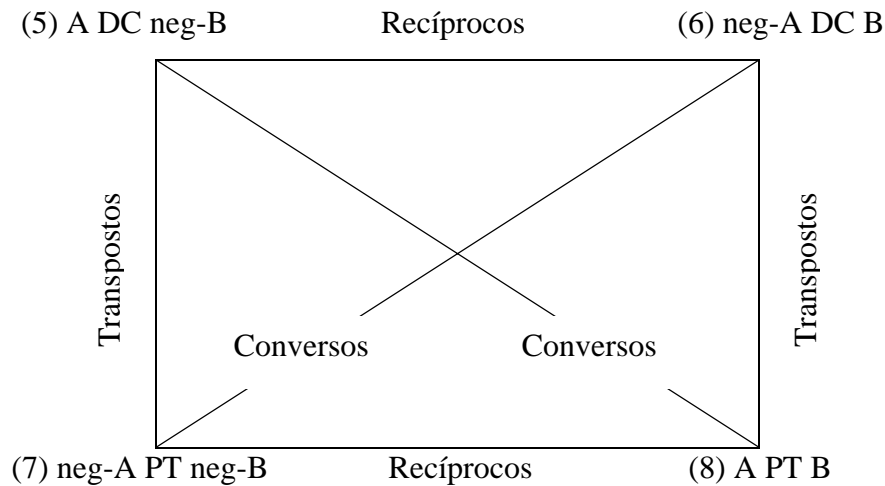 (5) A DC neg-B Recíprocos (6) neg-A DC B
Transpostos Transpostos
Conversos Conversos
(7) neg-A PT neg-B Recíprocos (8) A PT B